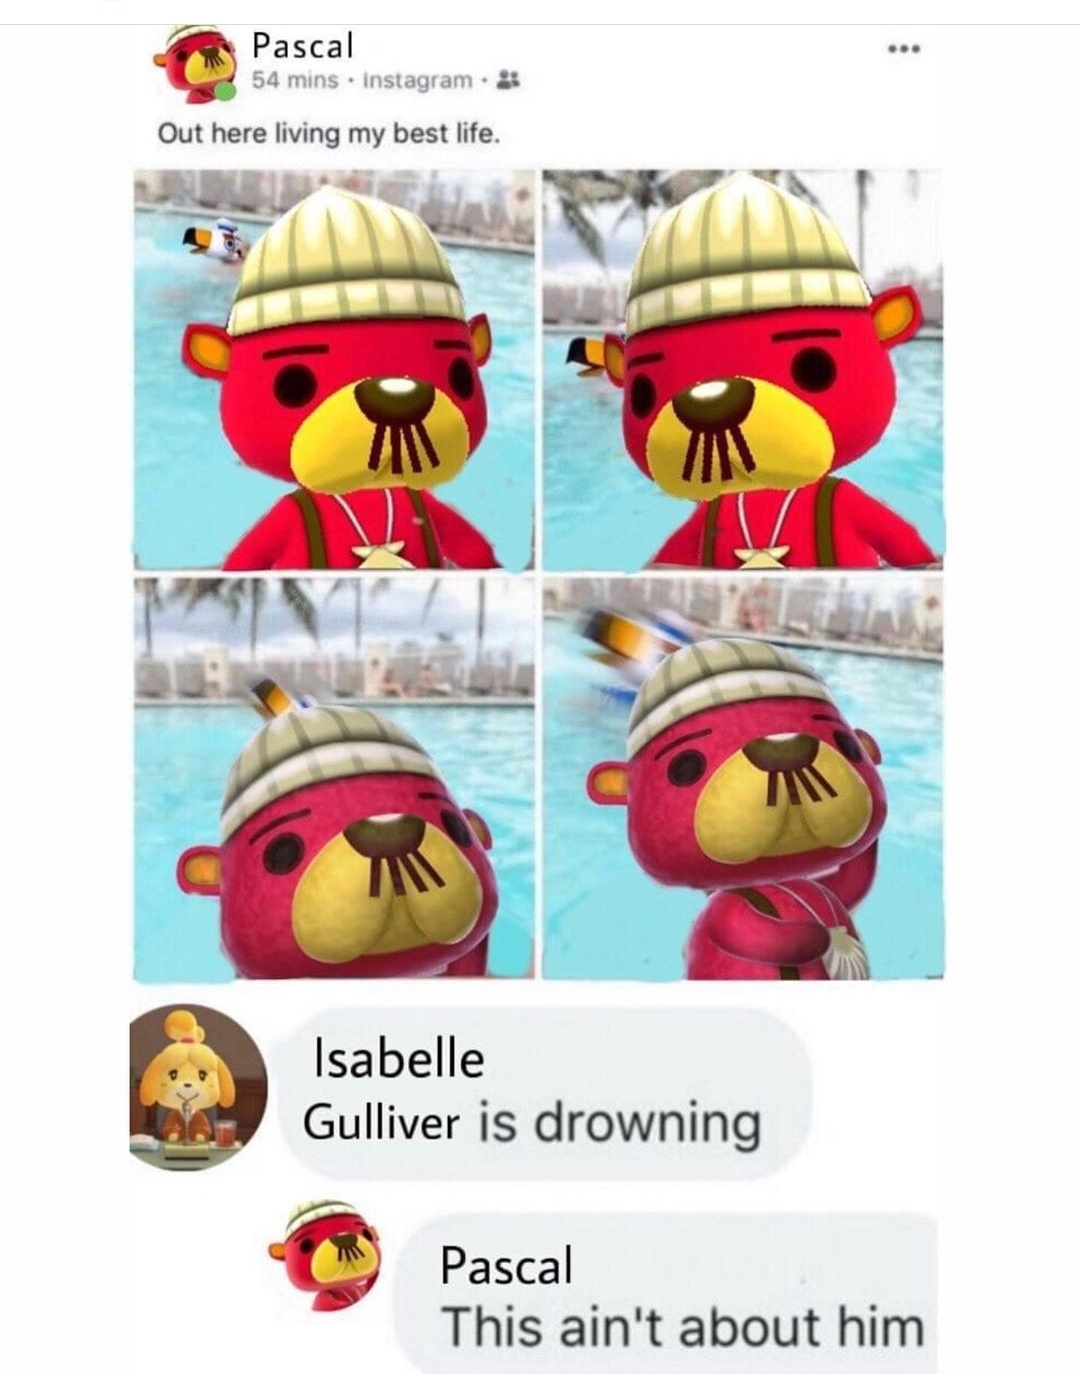 Pascal
54 mins · Instagram ·
Out here living my best life.
Isabelle
Gulliver is drowning
Pascal
This ain't about him